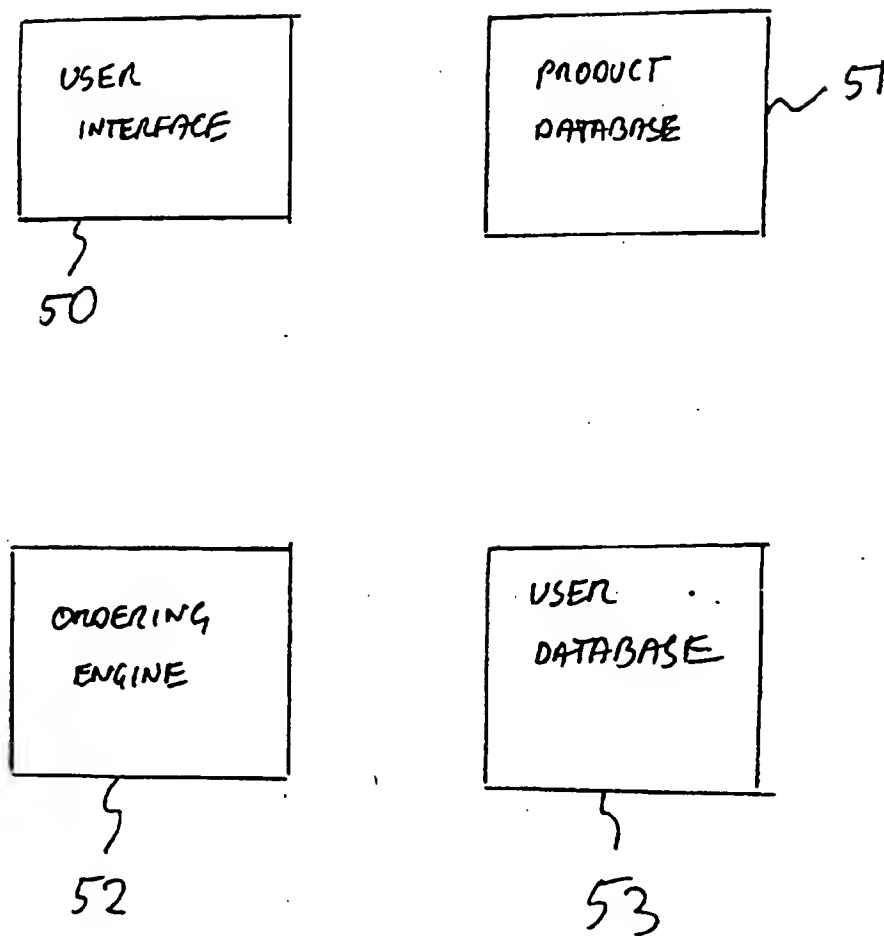 USER
INTERFACE
50
PRODUCT
DATABASE
51
ORDERING
ENGINE
52
USER
DATABASE
53